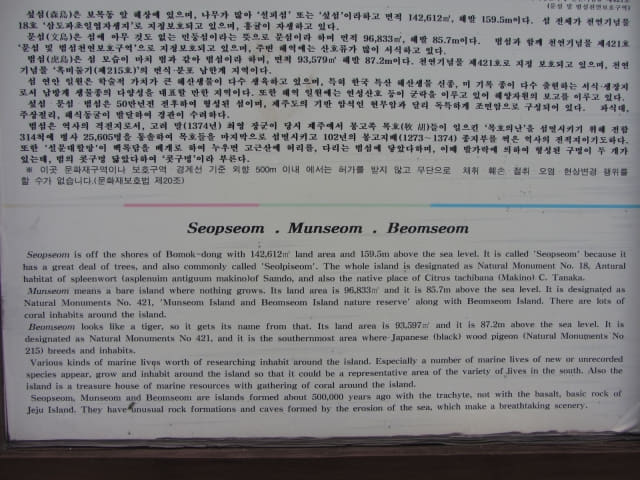 섭섬(森島)은 보목동 앞 해상에 있으며, 나무가 많아 '선피섬' 또는 '섶섬'이라하고 면적 142,612㎡, 해발 159.5m이다. 섬 전체가 천연기념물
18호 '삼도파초일엽자생지'로 지정보호되고 있으며, 홍귤이 자생하고 있다.
문섬(文島)은 섬에 아무 것도 없는 민둥섬이라는 뜻으로 문섬이라 하며 면적 96,833㎡, 해발 85.7m이다. 범섬과 함께 천연기념물 제421호
'문섬 및 범섬천연보호구역'으로 지정보호되고 있으며, 주변 해역에는 산호류가 많이 서식하고 있다.
범섬(虎島)은 섬 모습이 마치 범과 같아 범섬이라 하며, 면적 93,579㎡ 해발 87.2m이다. 천연기념물 제421호로 지정 보호되고 있으며, 천연
기념물 '흑비둘기(제215호)'의 번식·분포 남한계 지역이다.
섬 연안 일원은 학술적 가치가 큰 해산생물이 다수 생육하고 있으며, 특히 한국 특산 해산생물 신종, 미 기록 종이 다수 출현하는 서식·생장지
로서 남방계 생물종의 다양성을 대표할 만한 지역이다. 또한 해역 일원에는 연성산호 등이 군락을 이루고 있어 해양자원의 보고를 이루고 있다.
섶섬·문섬·범섬은 50만년전 전후하여 형성된 섬이며, 제주도의 기반 암석인 현무암과 달리 독특하게 조면암으로 구성되어 있다. 파식대,
주상절리, 해식동굴이 발달하여 경관이 수려하다.
범섬은 역사의 격전지로서, 고려 말(1374년) 최영 장군이 당시 제주에서 몽고족 목호(牧胡)들이 일으킨 '목호의난'을 섬멸시키기 위해 전함
314척에 병사 25,605명을 동원하여 목호등을 마지막으로 섬멸시키고 102년의 몽고지배(1273~1374) 종지부를 찍은 역사의 전적지이기도하다.
또한 '설문대할망'이 백록담을 베게로 하여 누우면 고근산에 허리를, 다리는 범섬에 닿았다하며, 이때 발가락에 의하여 형성된 구멍이 두 개가
있는데, 범의 콧구멍 닮았다하여 '콧구멍'이라 부른다.
※ 이곳 문화재구역이나 보호구역 경계선 기준 외항 500m 이내 에서는 허가를 받지 않고 무단으로 채취 훼손 절취 오염 현상변경 행위를
할 수가 없습니다.(문화재보호법 제20조)
Seopseom . Munseom . Beomseom
Seopseom is off the shores of Bomok-dong with 142,612㎡ land area and 159.5m above the sea level. It is called 'Seopseom' because it
has a great deal of trees, and also commonly called 'Seolpiseom'. The whole island is designated as Natural Monument No. 18, Antural
habitat of spleenwort (asplenium antiguum makino)of Samdo, and also the native place of Citrus tachibana (Makino) C. Tanaka.
Munseom means a bare island where nothing grows. Its land area is 96,833㎡ and it is 85.7m above the sea level. It is designated as
Natural Monuments No. 421, 'Munseom Island and Beomseom Island nature reserve' along with Beomseom Island. There are lots of
coral inhabits around the island.
Beomseom looks like a tiger, so it gets its name from that. Its land area is 93,597㎡ and it is 87.2m above the sea level. It is
designated as Natural Monuments No 421, and it is the southernmost area where Japanese (black) wood pigeon (Natural Monuments No
215) breeds and inhabits.
Various kinds of marine lives worth of researching inhabit around the island. Especially a number of marine lives of new or unrecorded
species appear, grow and inhabit around the island so that it could be a representative area of the variety of lives in the south. Also the
island is a treasure house of marine resources with gathering of coral around the island.
Seopseom, Munseom and Beomseom are islands formed about 500,000 years ago with the trachyte, not with the basalt, basic rock of
Jeju Island. They have unusual rock formations and caves formed by the erosion of the sea, which make a breathtaking scenery.